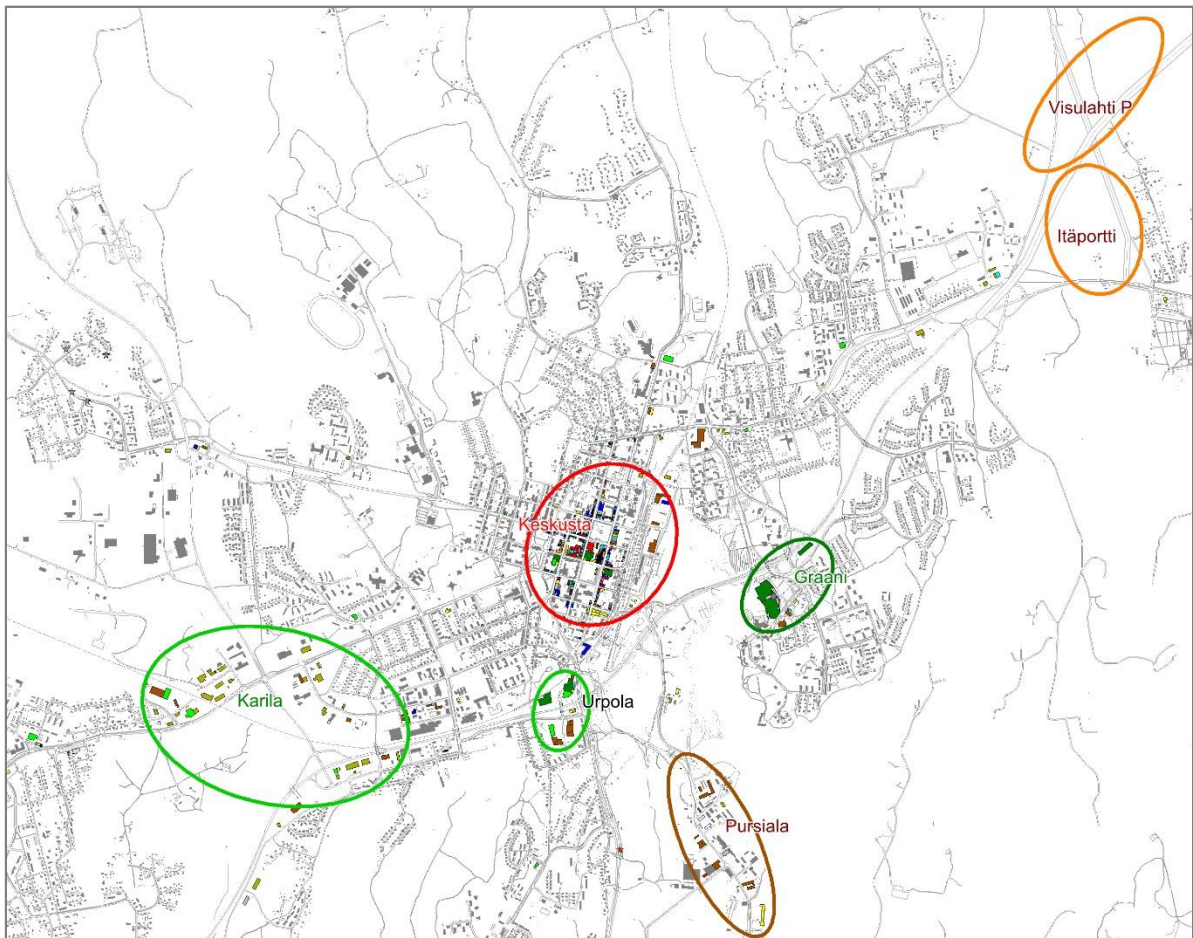 Visulahti P
Itäportti
Keskusta
Graani
Karila
Urpola
Pursiala